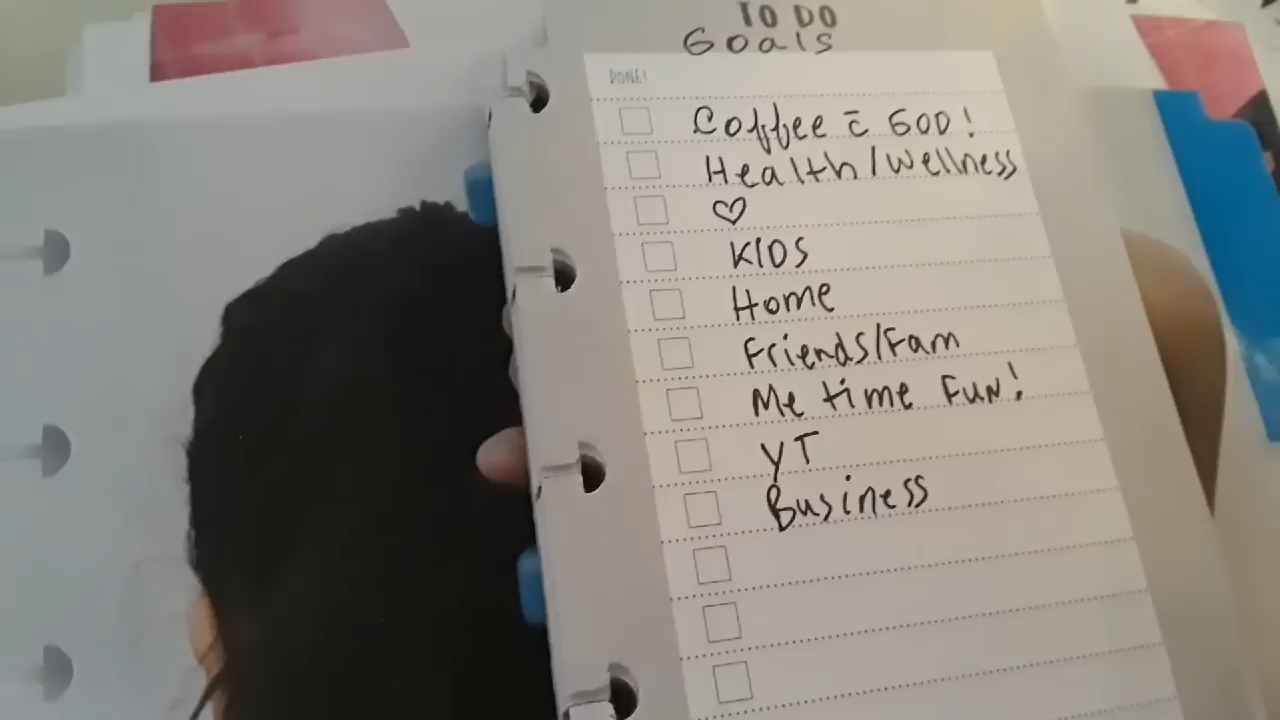 TO DO
Goals
DONE!
Coffee c̄ GOD!
Health/Wellness
♡
KIDS
Home
Friends/Fam
Me time FUN!
YT
Business